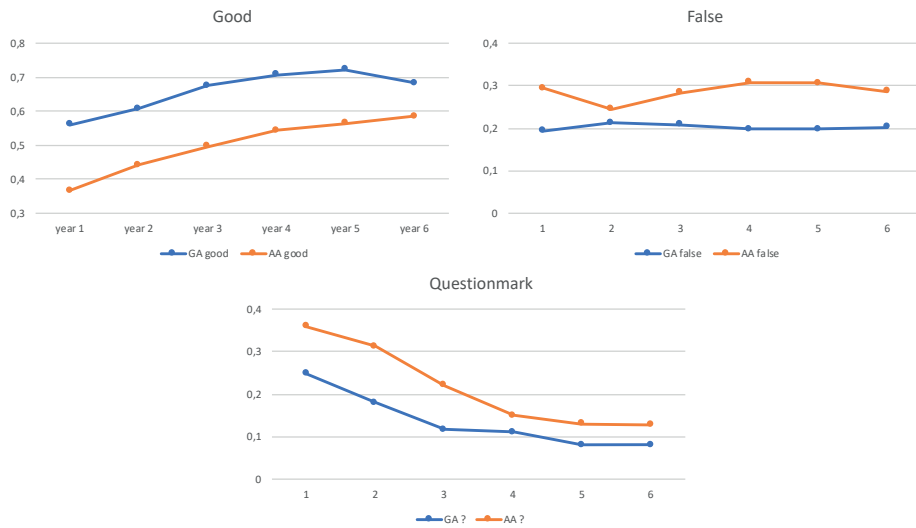 Good
0,8
0,7
0,6
0,5
0,4
0,3
year 1 year 2 year 3 year 4 year 5 year 6
GA good AA good
False
0,4
0,3
0,2
0,1
0
1 2 3 4 5 6
GA false AA false
Questionmark
0,4
0,3
0,2
0,1
0
1 2 3 4 5 6
GA ? AA ?